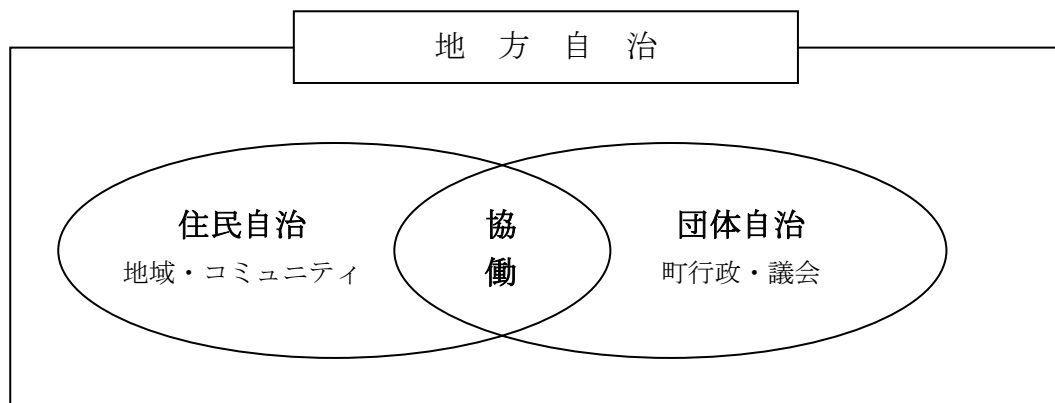 地 方 自 治
住民自治
地域・コミュニティ
協
働
団体自治
町行政・議会